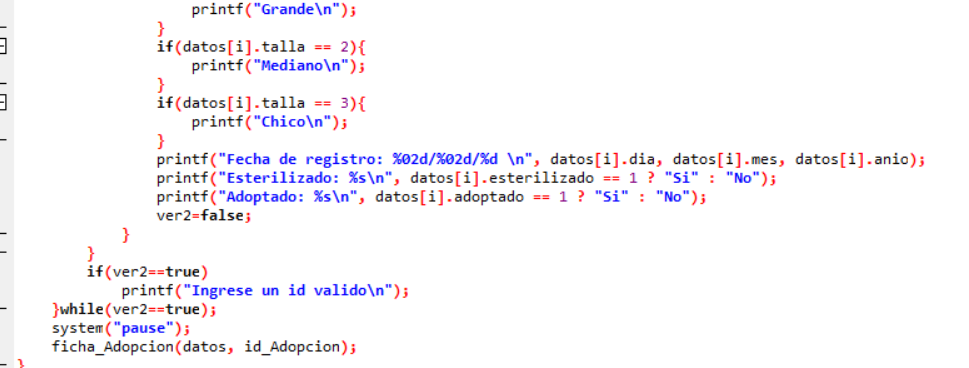 printf("Grande\n");
}
if(datos[i].talla == 2){
printf("Mediano\n");
}
if(datos[i].talla == 3){
printf("Chico\n");
}
printf("Fecha de registro: %02d/%02d/%d \n", datos[i].dia, datos[i].mes, datos[i].anio);
printf("Esterilizado: %s\n", datos[i].esterilizado == 1 ? "Si" : "No");
printf("Adoptado: %s\n", datos[i].adoptado == 1 ? "Si" : "No");
ver2=false;
}
}
if(ver2==true)
printf("Ingrese un id valido\n");
}while(ver2==true);
system("pause");
ficha_Adopcion(datos, id_Adopcion);
}